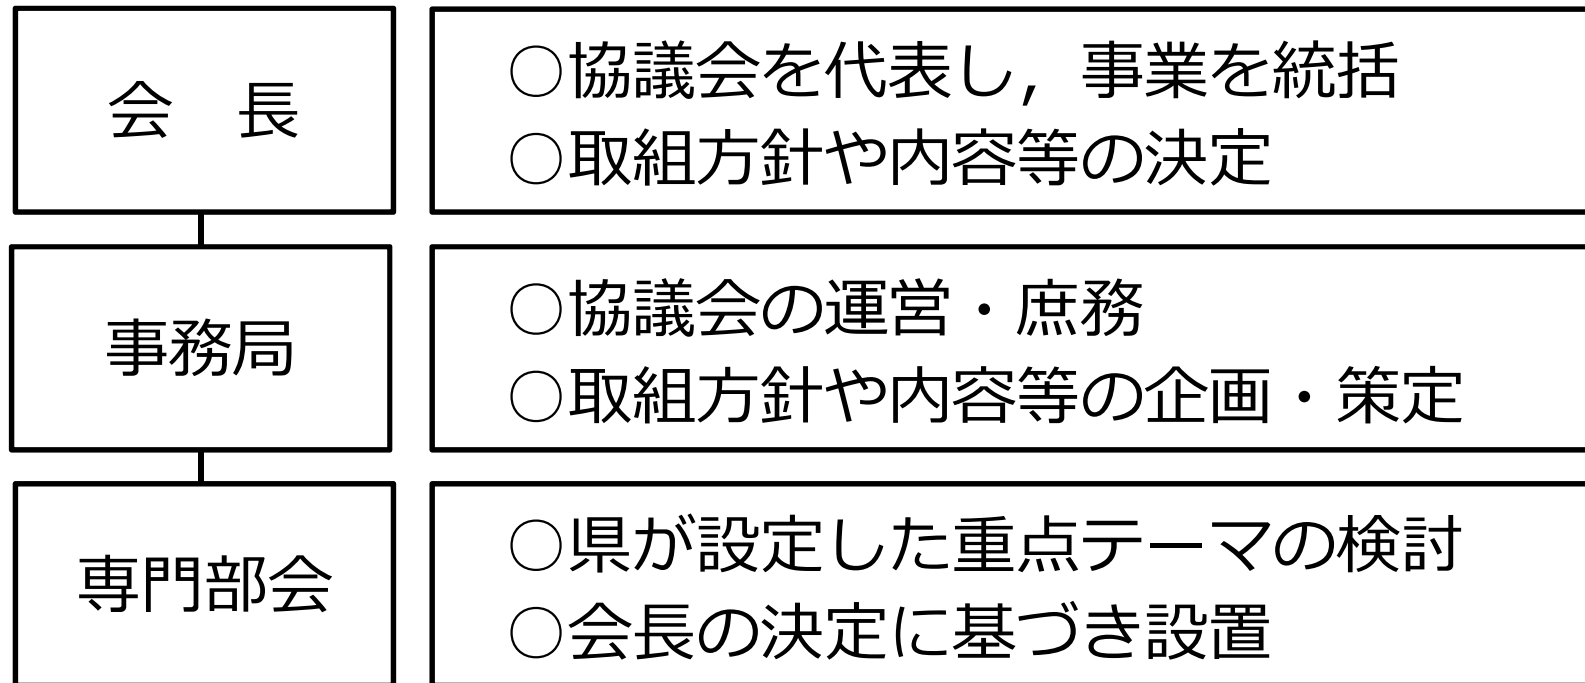 会　長
○協議会を代表し，事業を統括
○取組方針や内容等の決定
事務局
○協議会の運営・庶務
○取組方針や内容等の企画・策定
専門部会
○県が設定した重点テーマの検討
○会長の決定に基づき設置